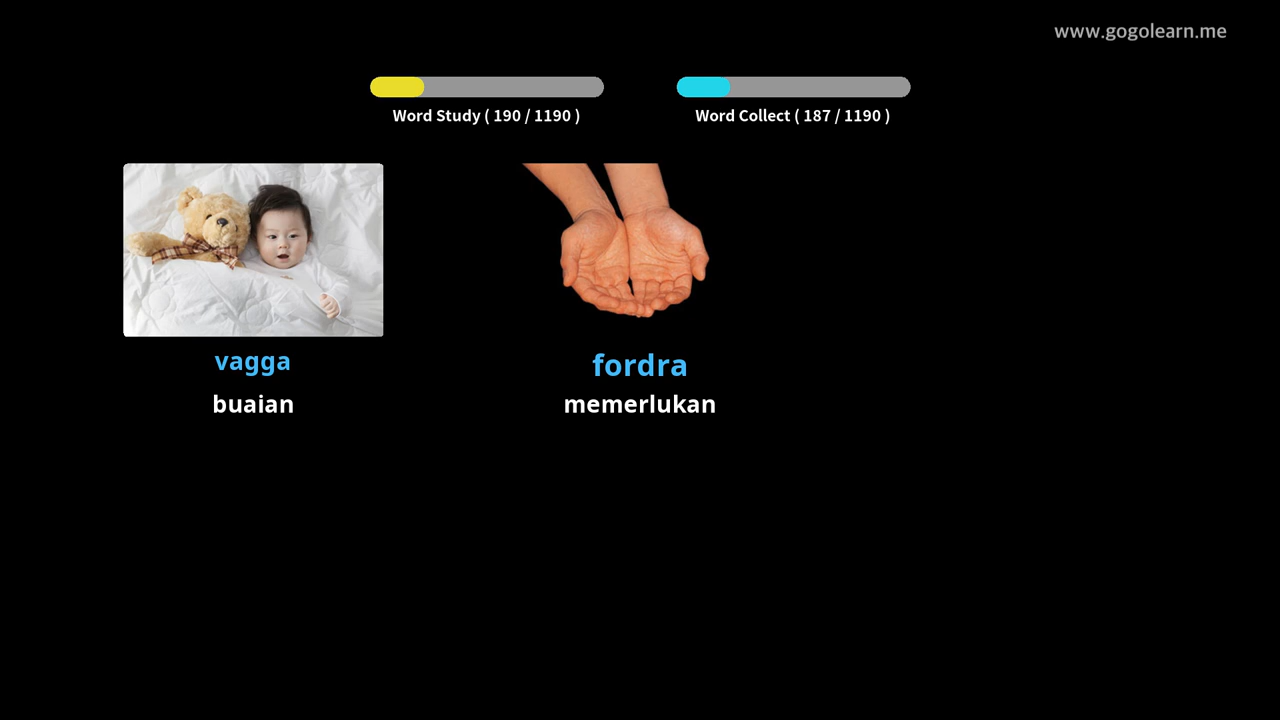 www.gogolearn.me
Word Study ( 190 / 1190 )
Word Collect ( 187 / 1190 )
vagga
buaian
fordra
memerlukan